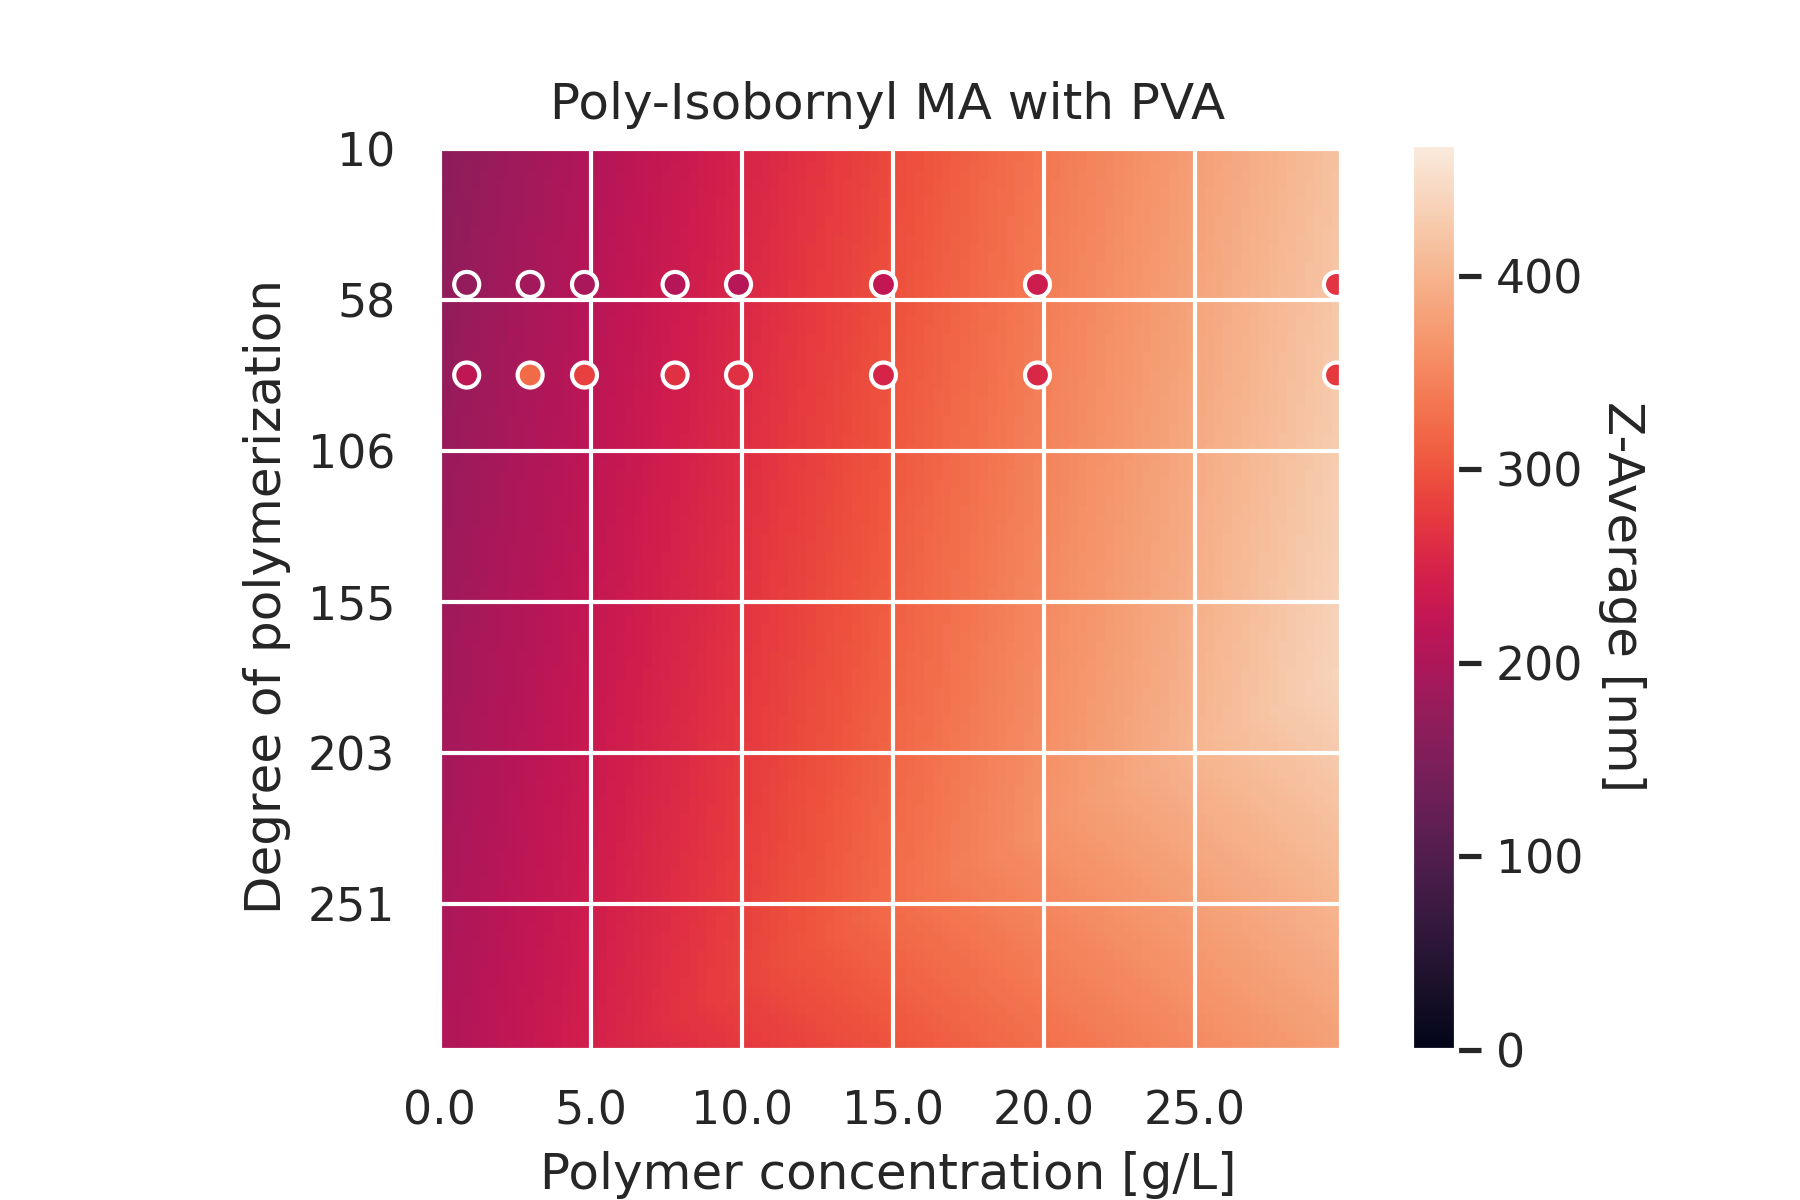 Poly-Isobornyl MA with PVA
10
58
106
155
203
251
Degree of polymerization
0.0 5.0 10.0 15.0 20.0 25.0
Polymer concentration [g/L]
400
300
200
100
0
Z-Average [nm]